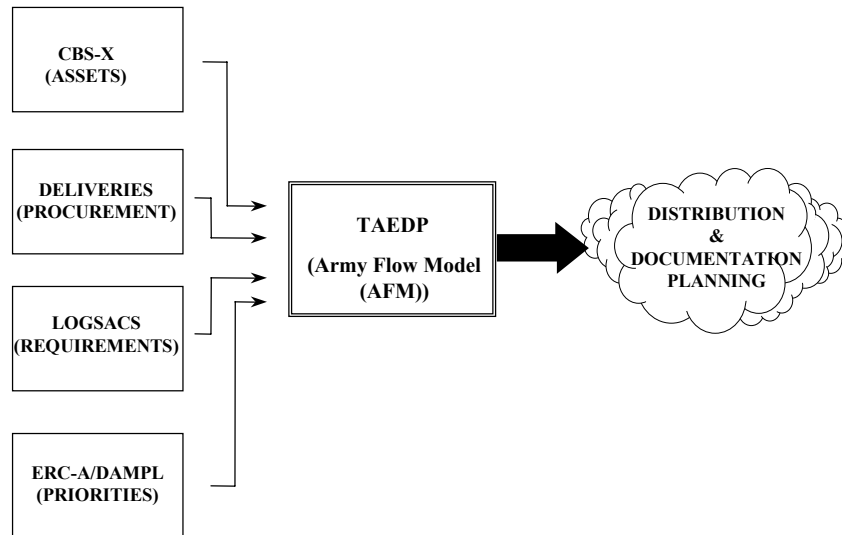 CBS-X
(ASSETS)
DELIVERIES
(PROCUREMENT)
LOGSACS
(REQUIREMENTS)
ERC-A/DAMPL
(PRIORITIES)
TAEDP
(Army Flow Model
(AFM))
DISTRIBUTION
&
DOCUMENTATION
PLANNING